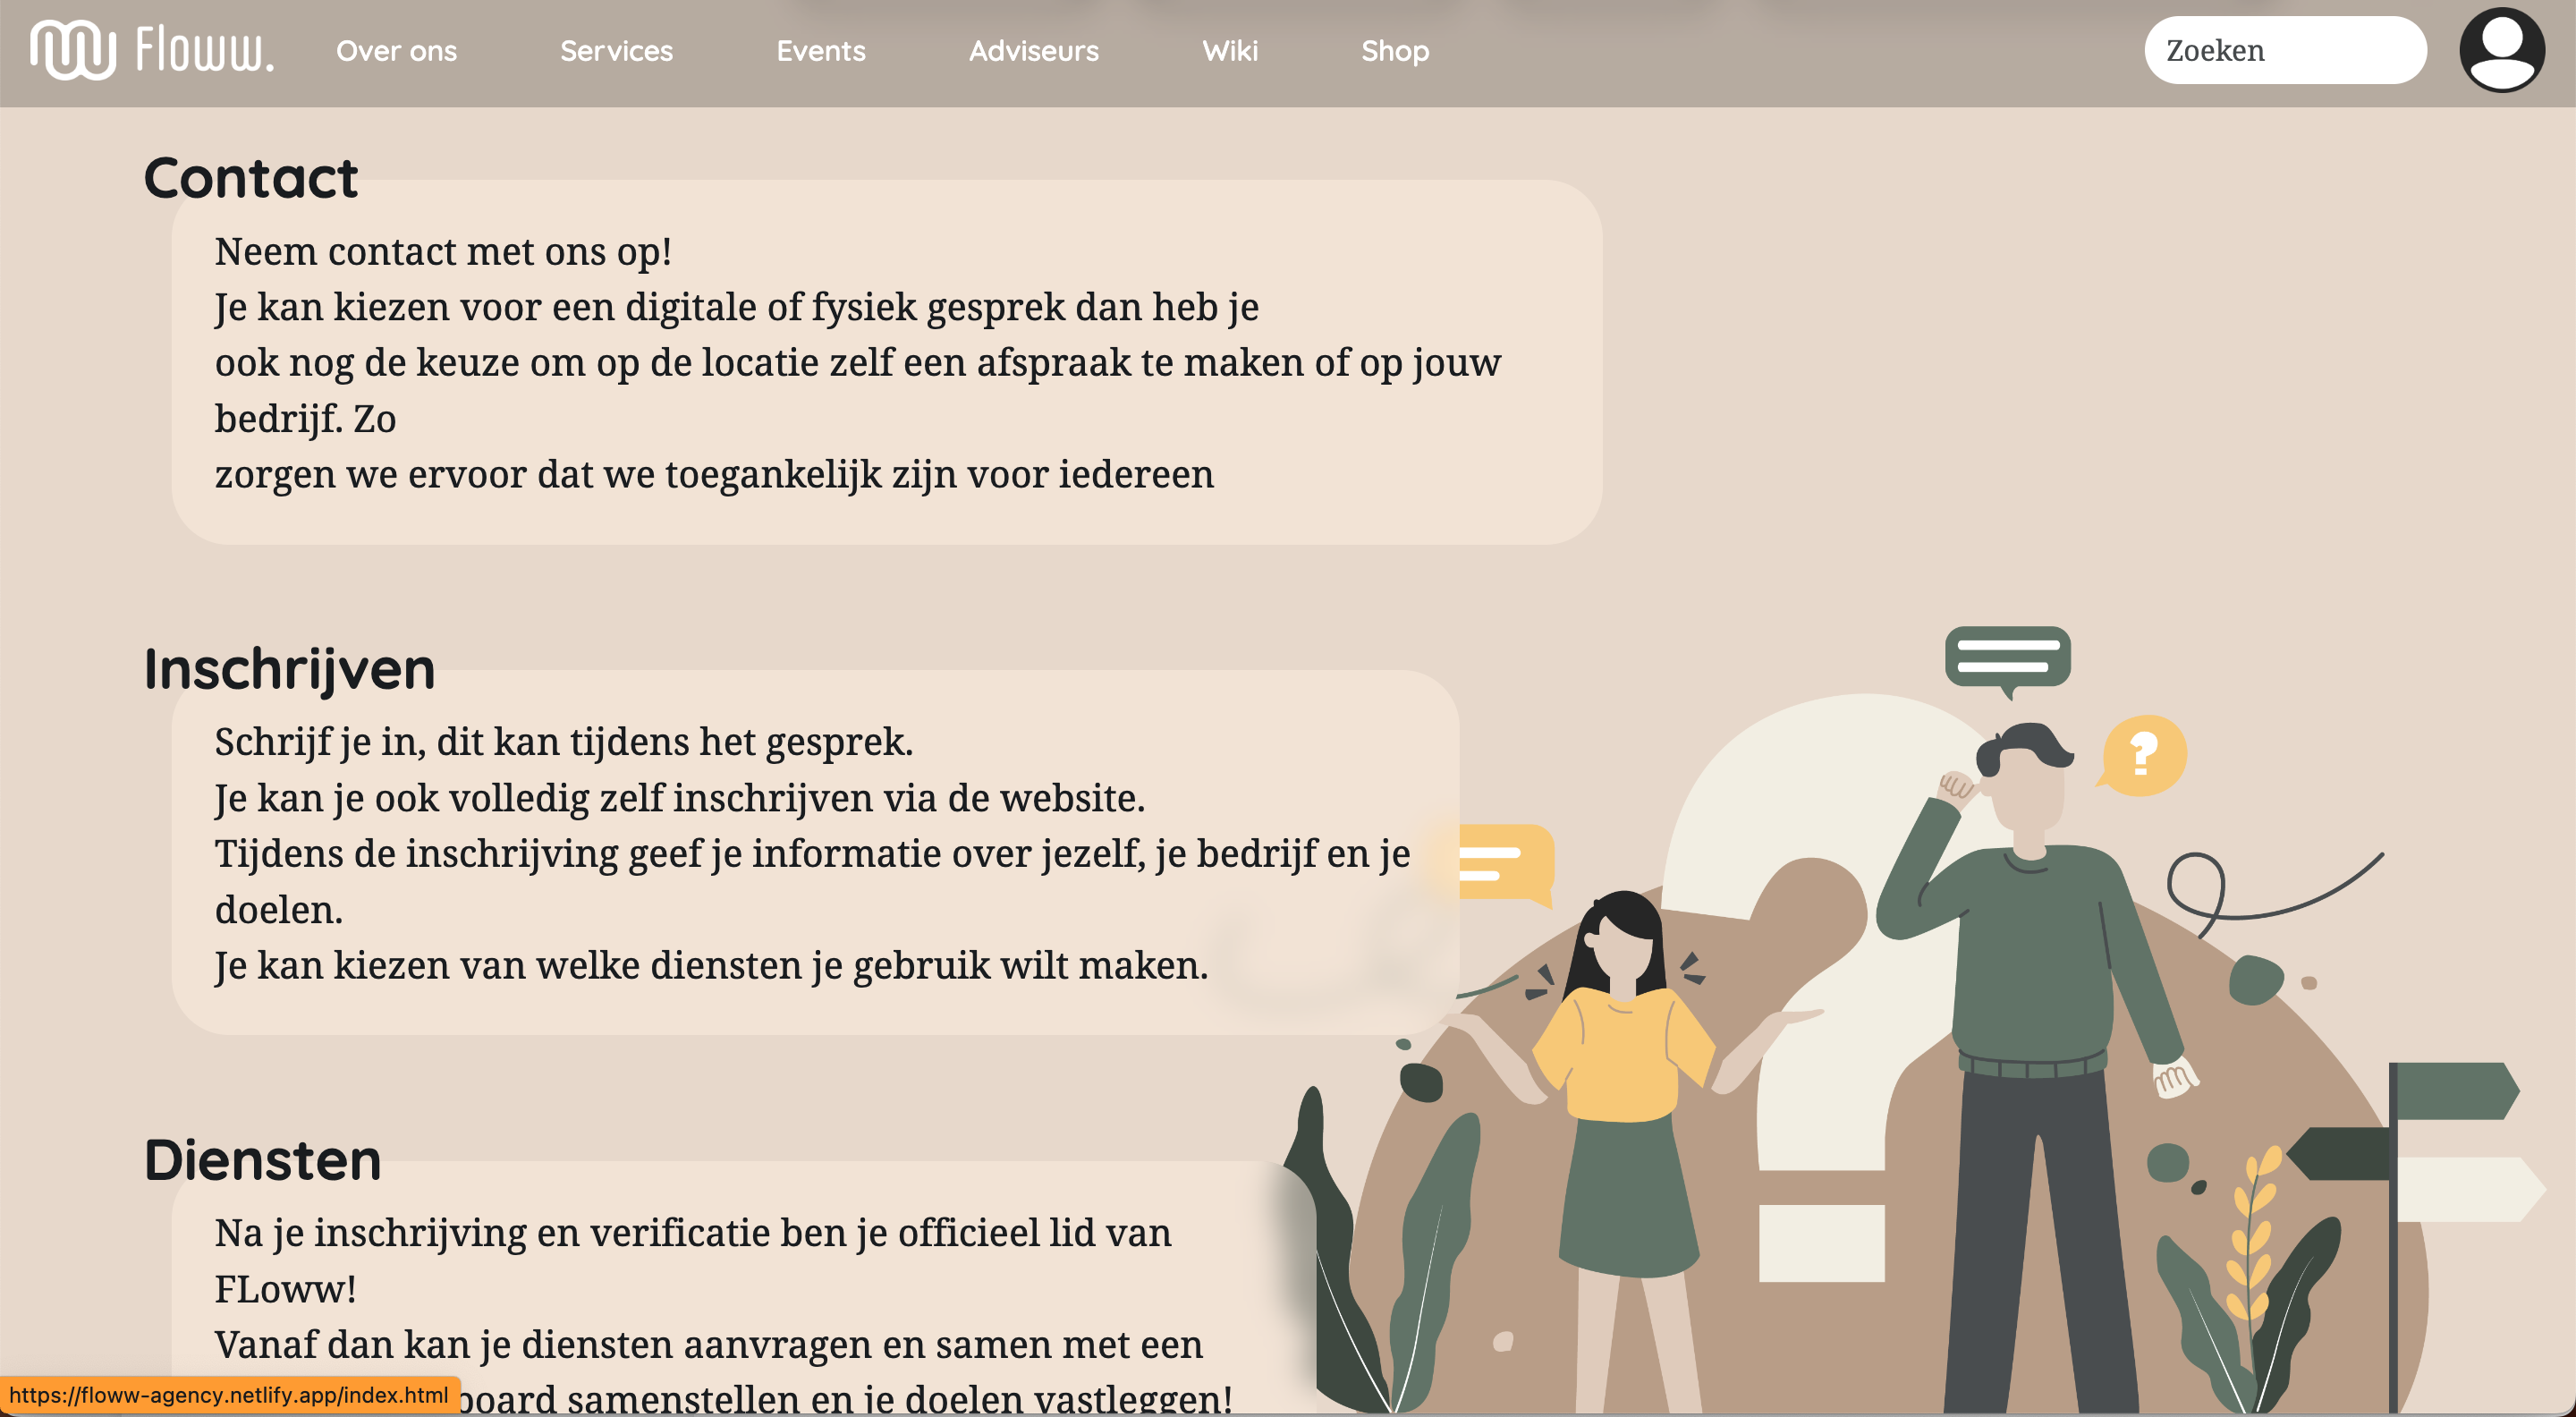 Floww.
Over ons
Services
Events
Adviseurs
Wiki
Shop
Zoeken
Contact
Neem contact met ons op!
Je kan kiezen voor een digitale of fysiek gesprek dan heb je
ook nog de keuze om op de locatie zelf een afspraak te maken of op jouw
bedrijf. Zo
zorgen we ervoor dat we toegankelijk zijn voor iedereen
Inschrijven
Schrijf je in, dit kan tijdens het gesprek.
Je kan je ook volledig zelf inschrijven via de website.
Tijdens de inschrijving geef je informatie over jezelf, je bedrijf en je
doelen.
Je kan kiezen van welke diensten je gebruik wilt maken.
?
Diensten
Na je inschrijving en verificatie ben je officieel lid van
FLoww!
Vanaf dan kan je diensten aanvragen en samen met een
board samenstellen en je doelen vastleggen!
https://floww-agency.netlify.app/index.html